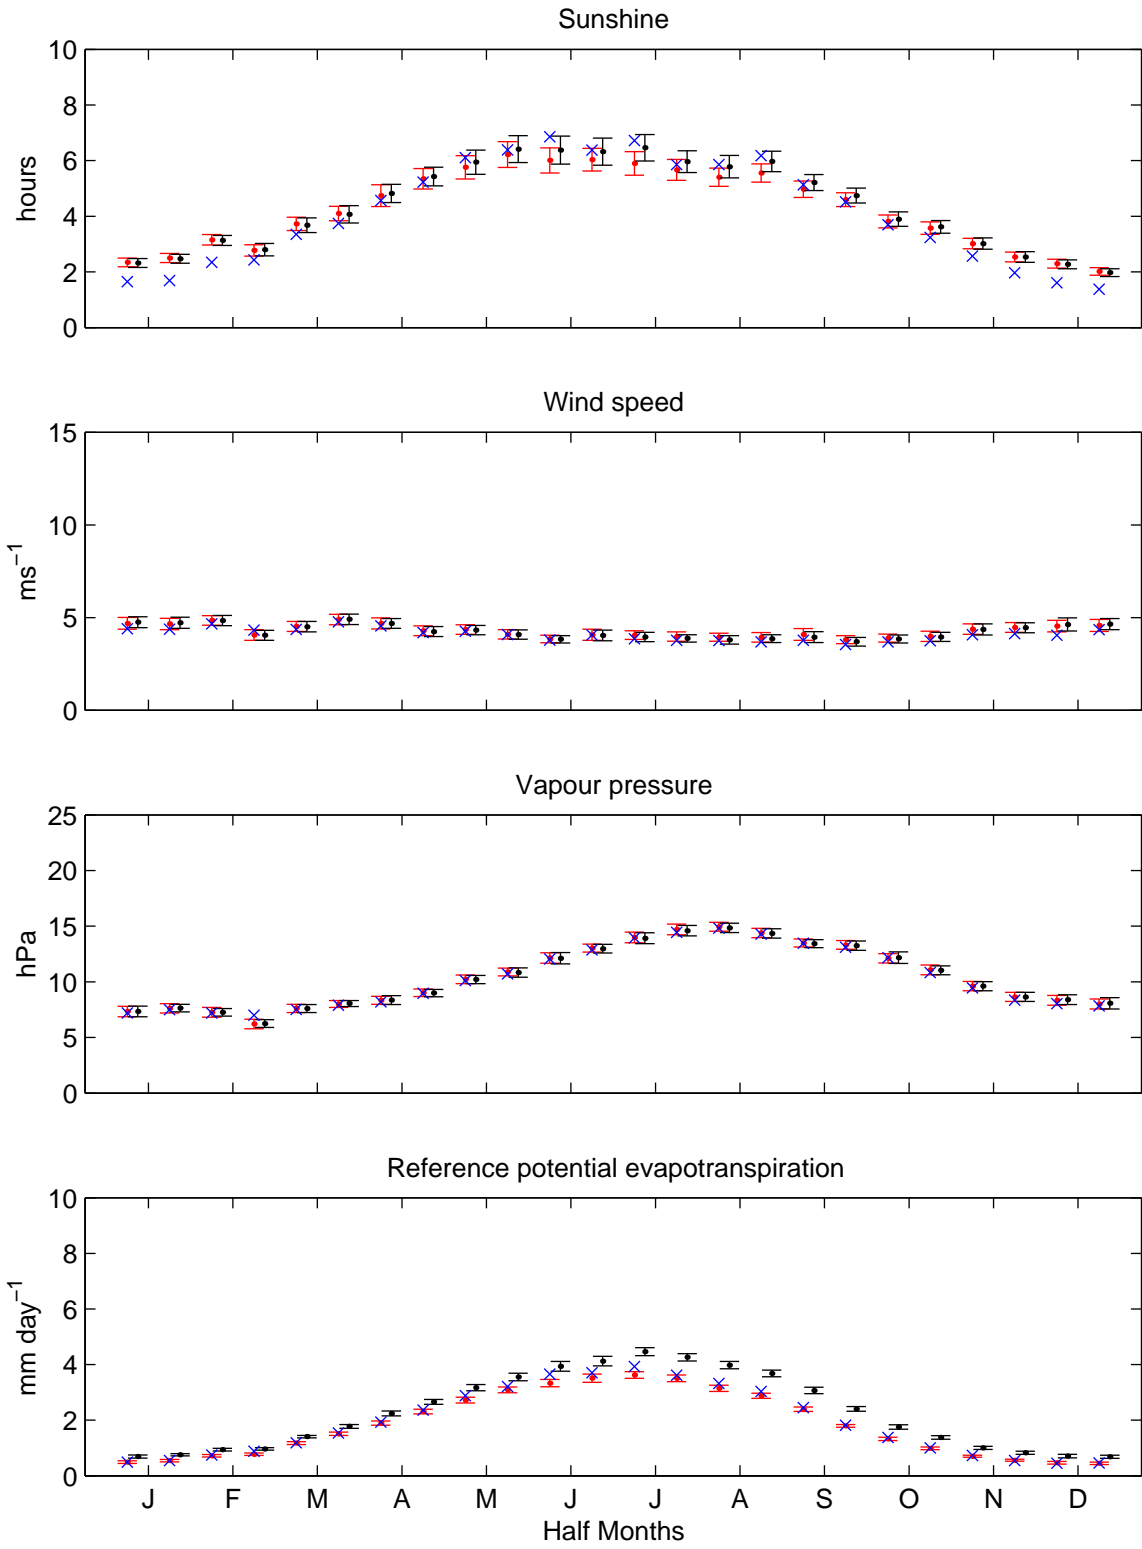 Sunshine
10
8
6
4
2
0
hours
Wind speed
15
10
5
0
ms⁻¹
Vapour pressure
25
20
15
10
5
0
hPa
Reference potential evapotranspiration
10
8
6
4
2
0
mm day⁻¹
J F M A M J J A S O N D
Half Months